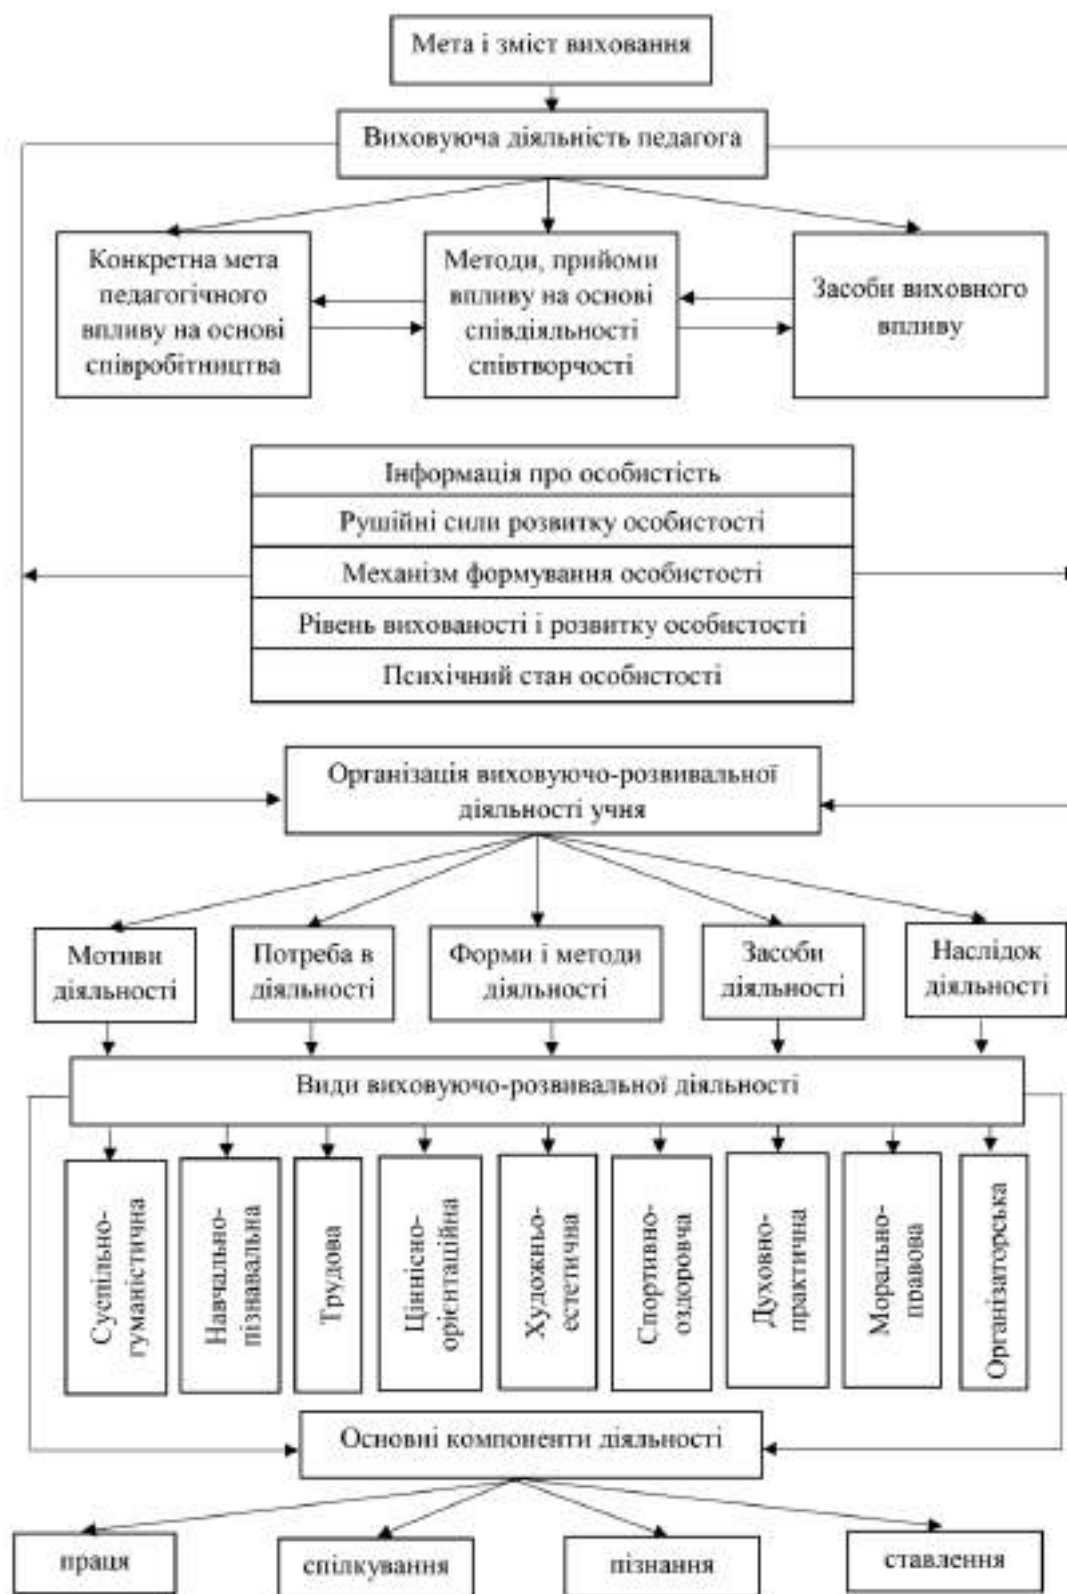 Мета і зміст виховання
Виховуюча діяльність педагога
Конкретна мета
педагогічного
впливу на основі
співробітництва
Методи, прийоми
впливу на основі
співдіяльності
співтворчості
Засоби виховного
впливу
Інформація про особистість
Рушійні сили розвитку особистості
Механізм формування особистості
Рівень вихованості і розвитку особистості
Психічний стан особистості
Організація виховуючо-розвивальної
діяльності учня
Мотиви
діяльності
Потреба в
діяльності
Форми і методи
діяльності
Засоби
діяльності
Наслідок
діяльності
Види виховуючо-розвивальної діяльності
Суспільно-
гуманістична
Навчально-
пізнавальна
Трудова
Ціннісно-
орієнтаційна
Художньо-
естетична
Спортивно-
оздоровча
Духовно-
практична
Морально-
правова
Організаторська
Основні компоненти діяльності
праця
спілкування
пізнання
ставлення